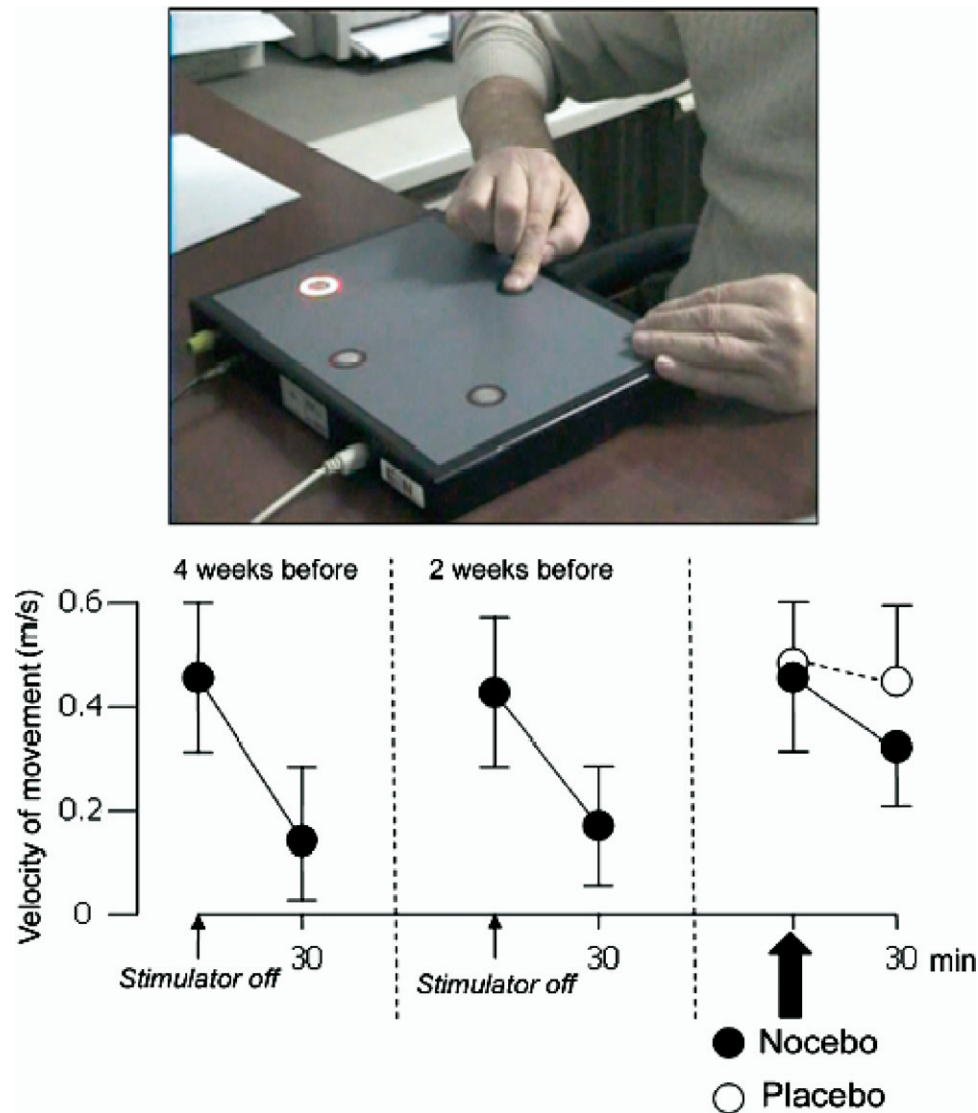 4 weeks before
2 weeks before
Velocity of movement (m/s)
0.6
0.4
0.2
0
30
30
30 min
Stimulator off
Stimulator off
Nocebo
Placebo